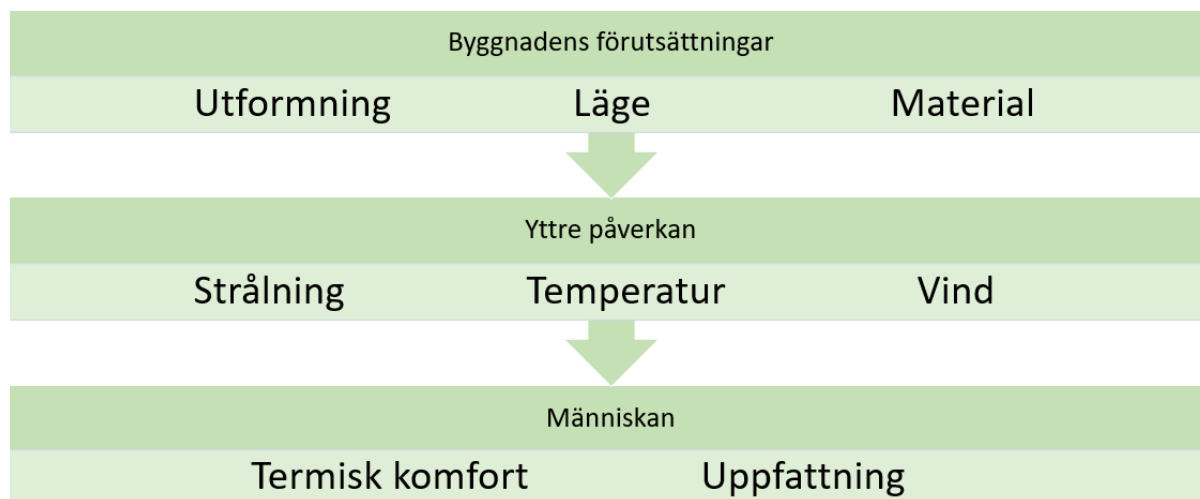 Byggnadens förutsättningar
Utformning Läge Material
Yttre påverkan
Strålning Temperatur Vind
Människan
Termisk komfort Uppfattning